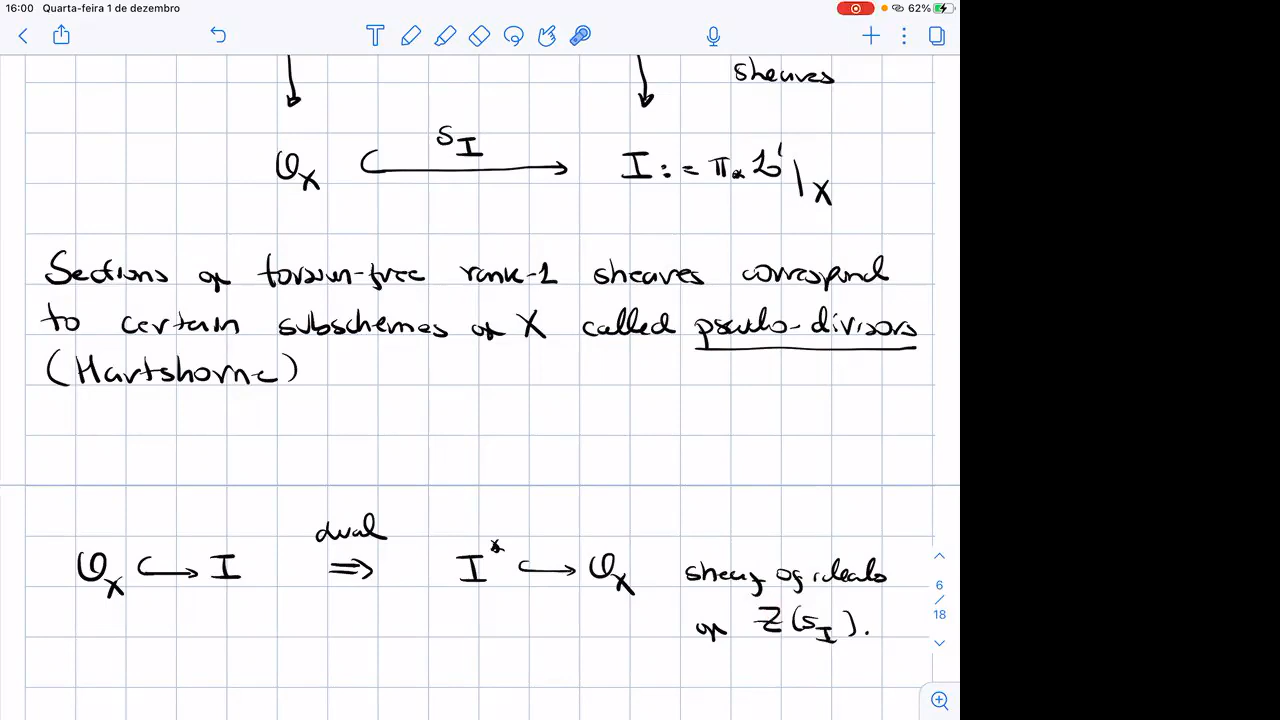 16:00 Quarta-feira 1 de dezembro
62%
sheaves
O_X ↪ I := π_* L'|_X
s_I
Sections of torsion-free rank-1 sheaves correspond
to certain subschemes of X called pseudo-divisors
(Hartshorne)
dual
O_X ↪ I ⇒ I^* ↪ O_X sheaf of ideals
of Z(s_I).
6
/
18